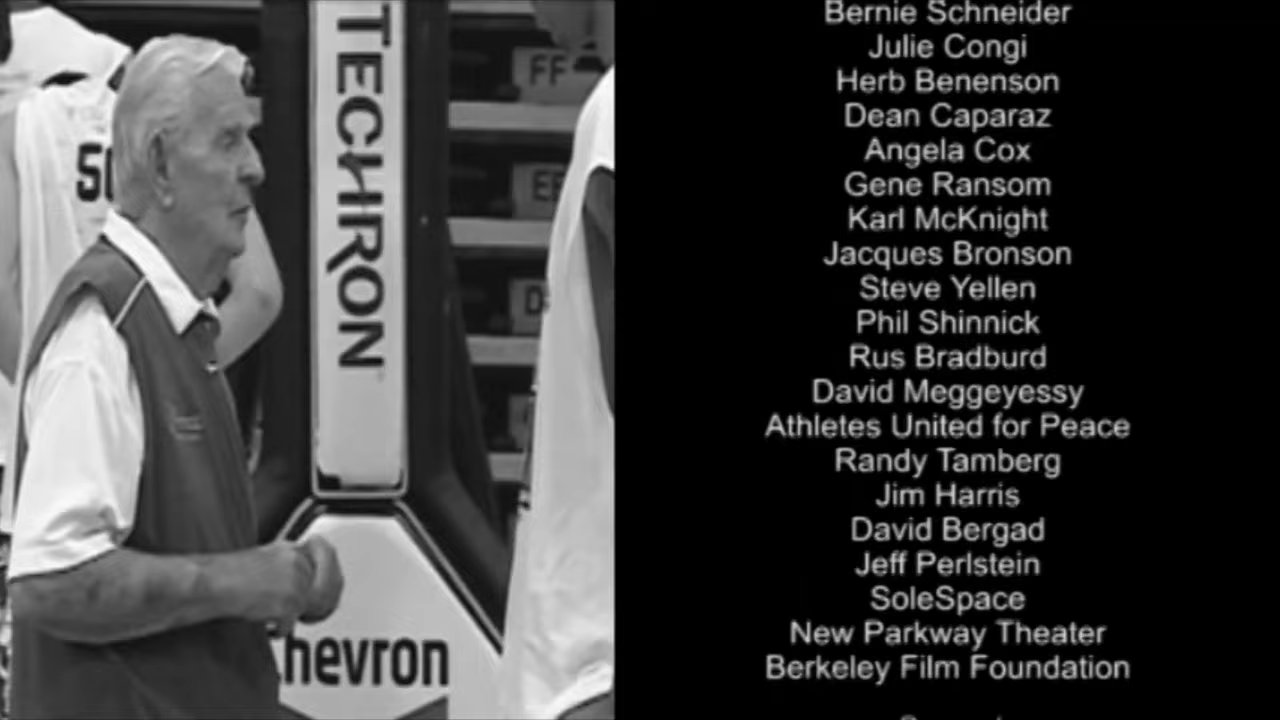 TECHRON
FF
Chevron
Bernie Schneider
Julie Congi
Herb Benenson
Dean Caparaz
Angela Cox
Gene Ransom
Karl McKnight
Jacques Bronson
Steve Yellen
Phil Shinnick
Rus Bradburd
David Meggeyessy
Athletes United for Peace
Randy Tamberg
Jim Harris
David Bergad
Jeff Perlstein
SoleSpace
New Parkway Theater
Berkeley Film Foundation